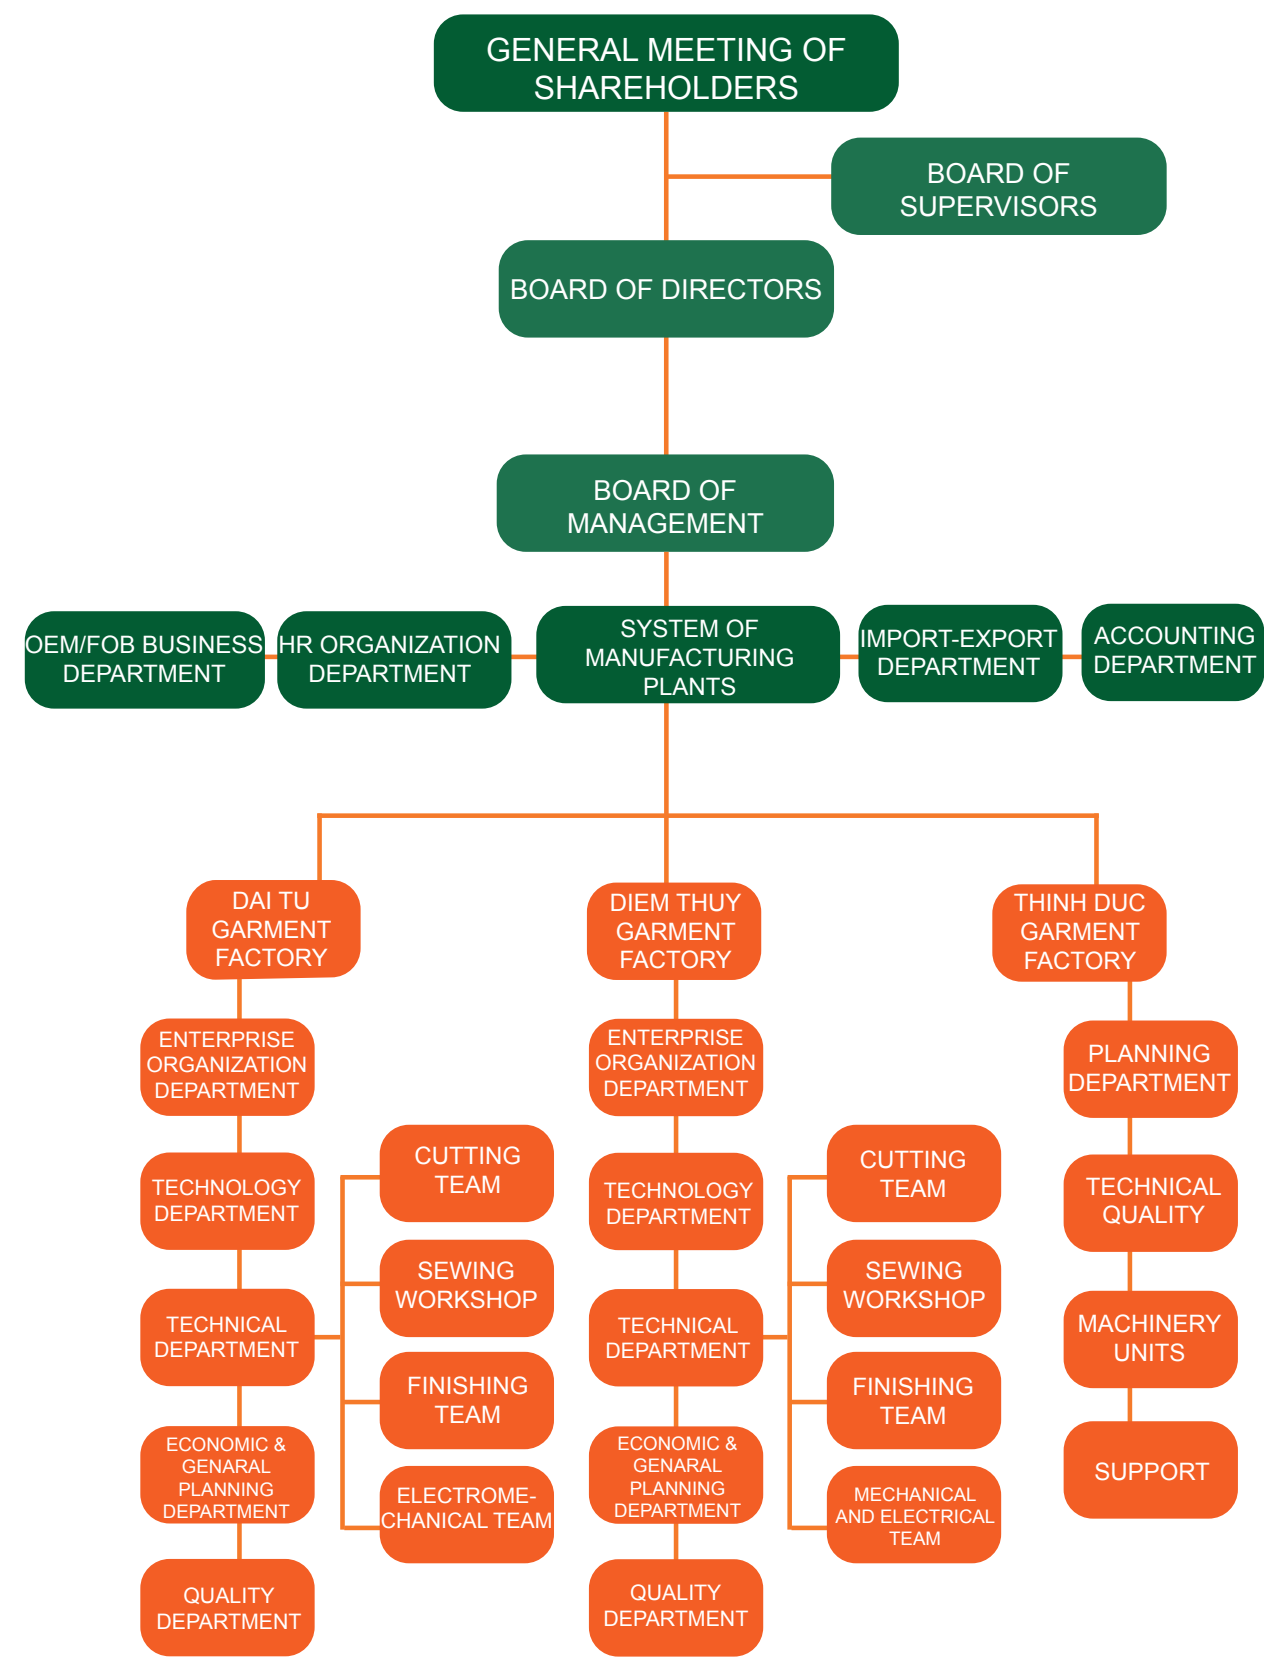 GENERAL MEETING OF
SHAREHOLDERS
BOARD OF
SUPERVISORS
BOARD OF DIRECTORS
BOARD OF
MANAGEMENT
OEM/FOB BUSINESS
DEPARTMENT
HR ORGANIZATION
DEPARTMENT
SYSTEM OF
MANUFACTURING
PLANTS
IMPORT-EXPORT
DEPARTMENT
ACCOUNTING
DEPARTMENT
DAI TU
GARMENT
FACTORY
ENTERPRISE
ORGANIZATION
DEPARTMENT
TECHNOLOGY
DEPARTMENT
TECHNICAL
DEPARTMENT
ECONOMIC &
GENARAL
PLANNING
DEPARTMENT
QUALITY
DEPARTMENT
CUTTING
TEAM
SEWING
WORKSHOP
FINISHING
TEAM
ELECTROME-
CHANICAL TEAM
DIEM THUY
GARMENT
FACTORY
ENTERPRISE
ORGANIZATION
DEPARTMENT
TECHNOLOGY
DEPARTMENT
TECHNICAL
DEPARTMENT
ECONOMIC &
GENARAL
PLANNING
DEPARTMENT
QUALITY
DEPARTMENT
CUTTING
TEAM
SEWING
WORKSHOP
FINISHING
TEAM
MECHANICAL
AND ELECTRICAL
TEAM
THINH DUC
GARMENT
FACTORY
PLANNING
DEPARTMENT
TECHNICAL
QUALITY
MACHINERY
UNITS
SUPPORT